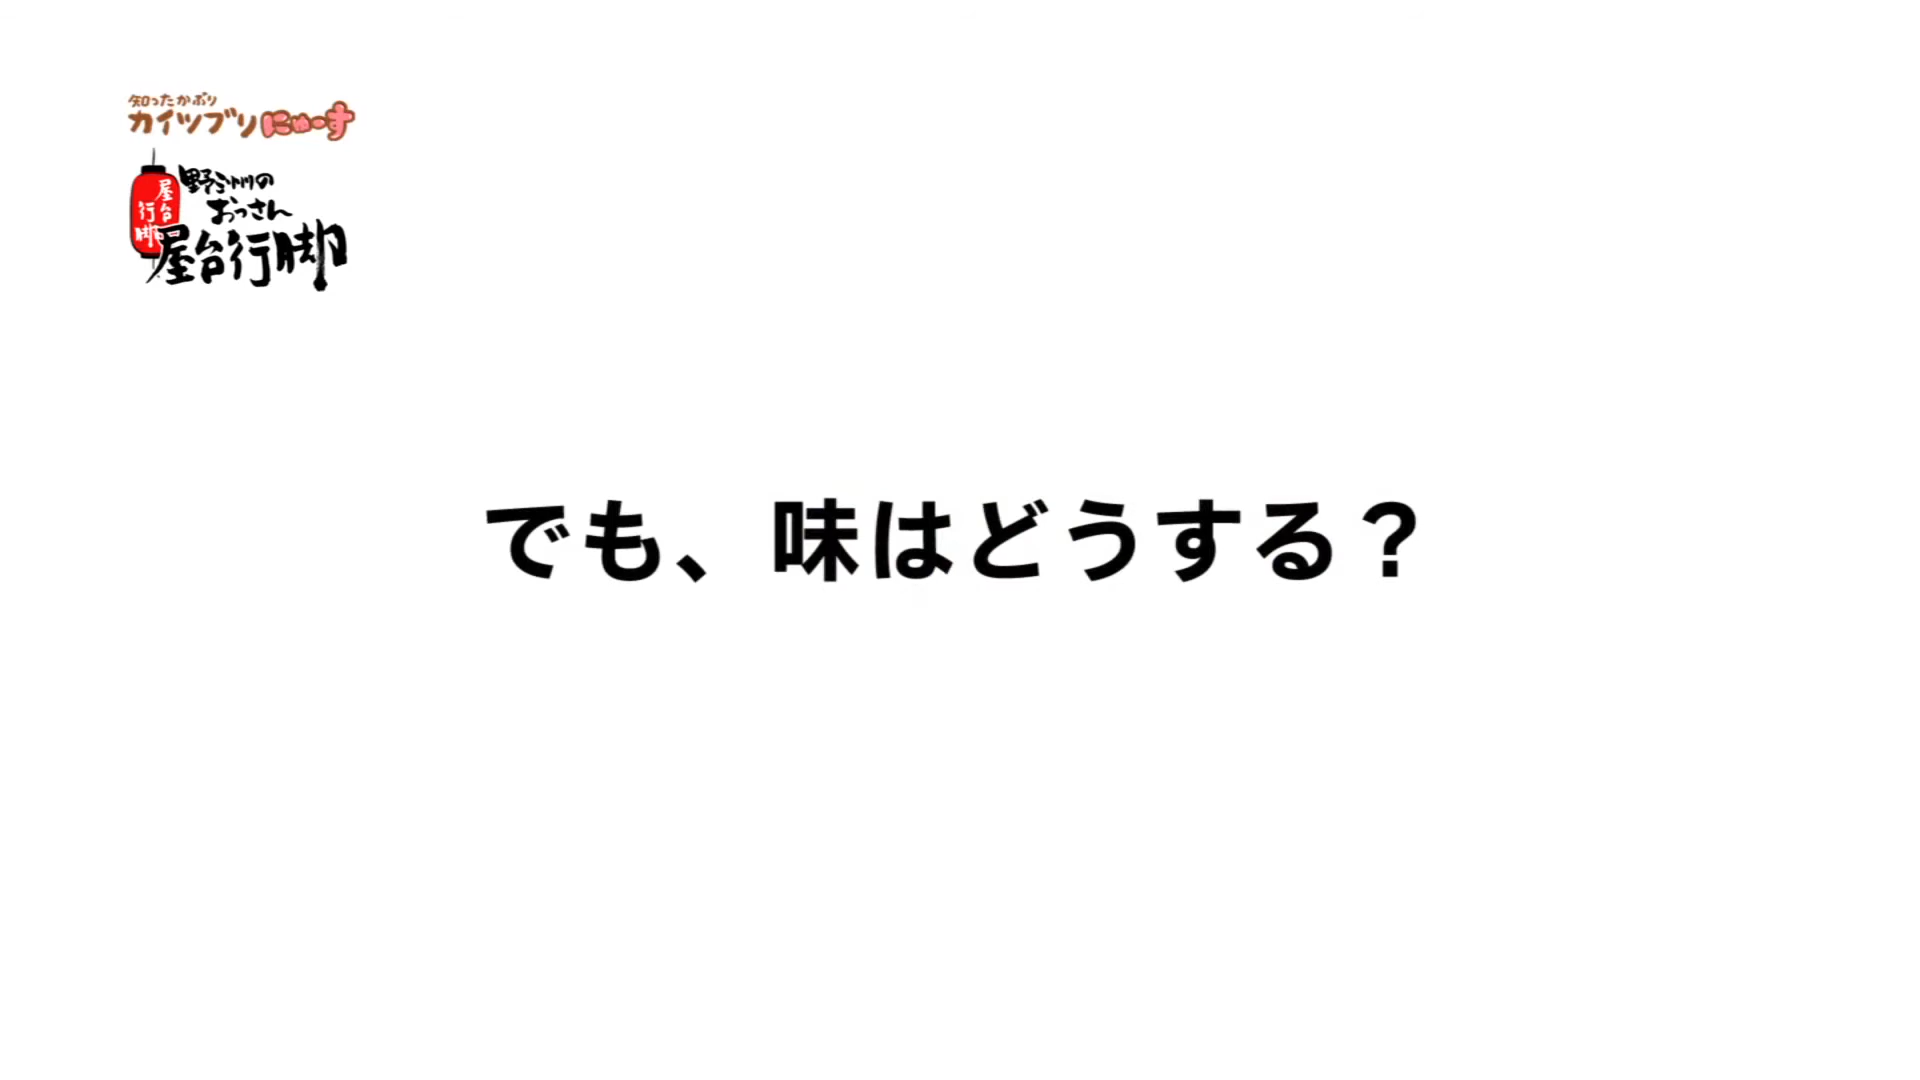 知ったかぶり
カイツブリにゅーす
屋台
行脚
野洲の
おっさん
屋台行脚
でも、味はどうする？